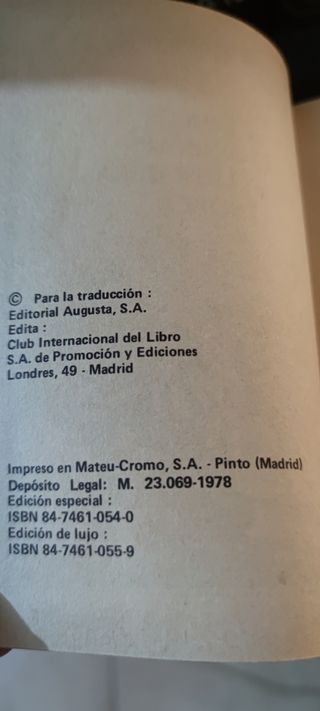 © Para la traducción :
Editorial Augusta, S.A.
Edita :
Club Internacional del Libro
S.A. de Promoción y Ediciones
Londres, 49 - Madrid
Impreso en Mateu-Cromo, S.A. - Pinto (Madrid)
Depósito Legal: M. 23.069-1978
Edición especial :
ISBN 84-7461-054-0
Edición de lujo :
ISBN 84-7461-055-9